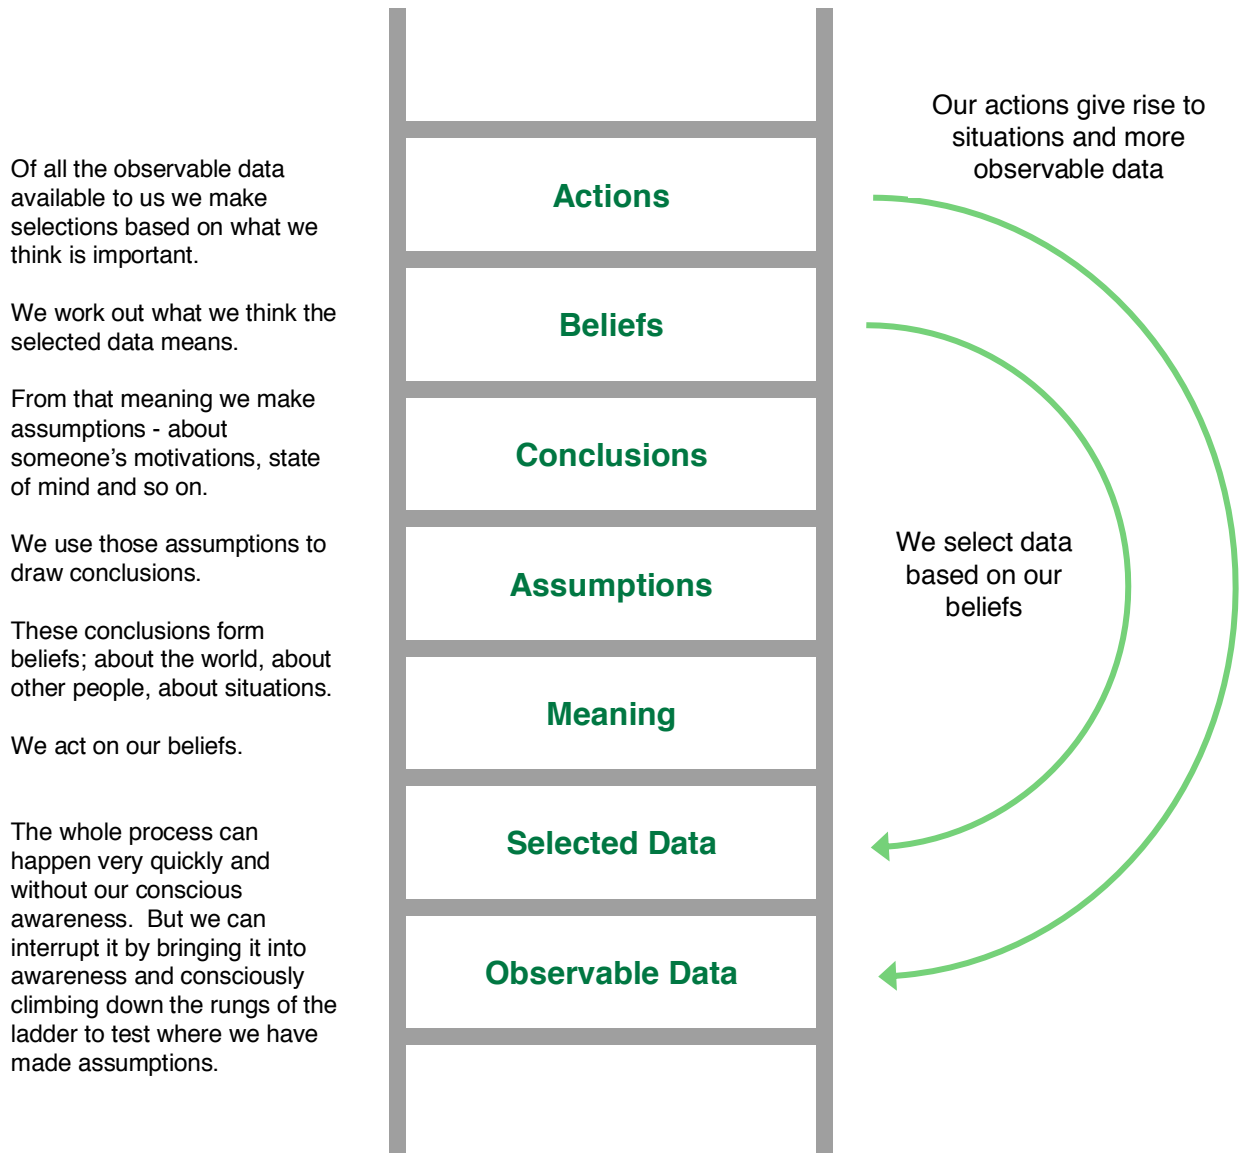 Of all the observable data
available to us we make
selections based on what we
think is important.
We work out what we think the
selected data means.
From that meaning we make
assumptions - about
someone’s motivations, state
of mind and so on.
We use those assumptions to
draw conclusions.
These conclusions form
beliefs; about the world, about
other people, about situations.
We act on our beliefs.
The whole process can
happen very quickly and
without our conscious
awareness.  But we can
interrupt it by bringing it into
awareness and consciously
climbing down the rungs of the
ladder to test where we have
made assumptions.
Actions
Beliefs
Conclusions
Assumptions
Meaning
Selected Data
Observable Data
Our actions give rise to
situations and more
observable data
We select data
based on our
beliefs